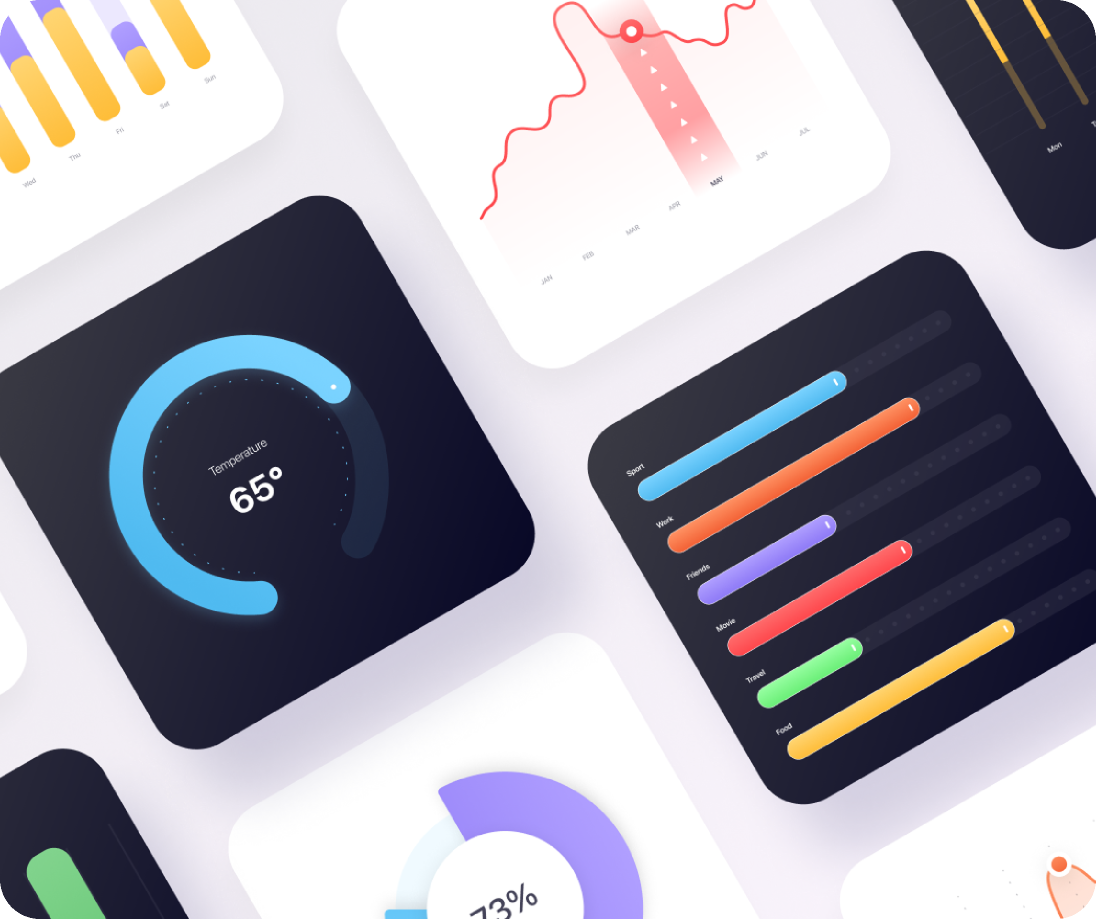 Wed
Thu
Fri
Sat
Sun
JAN
FEB
MAR
APR
MAY
JUN
JUL
Mon
Temperature
65°
Sport
Work
Friends
Movie
Travel
Food
73%